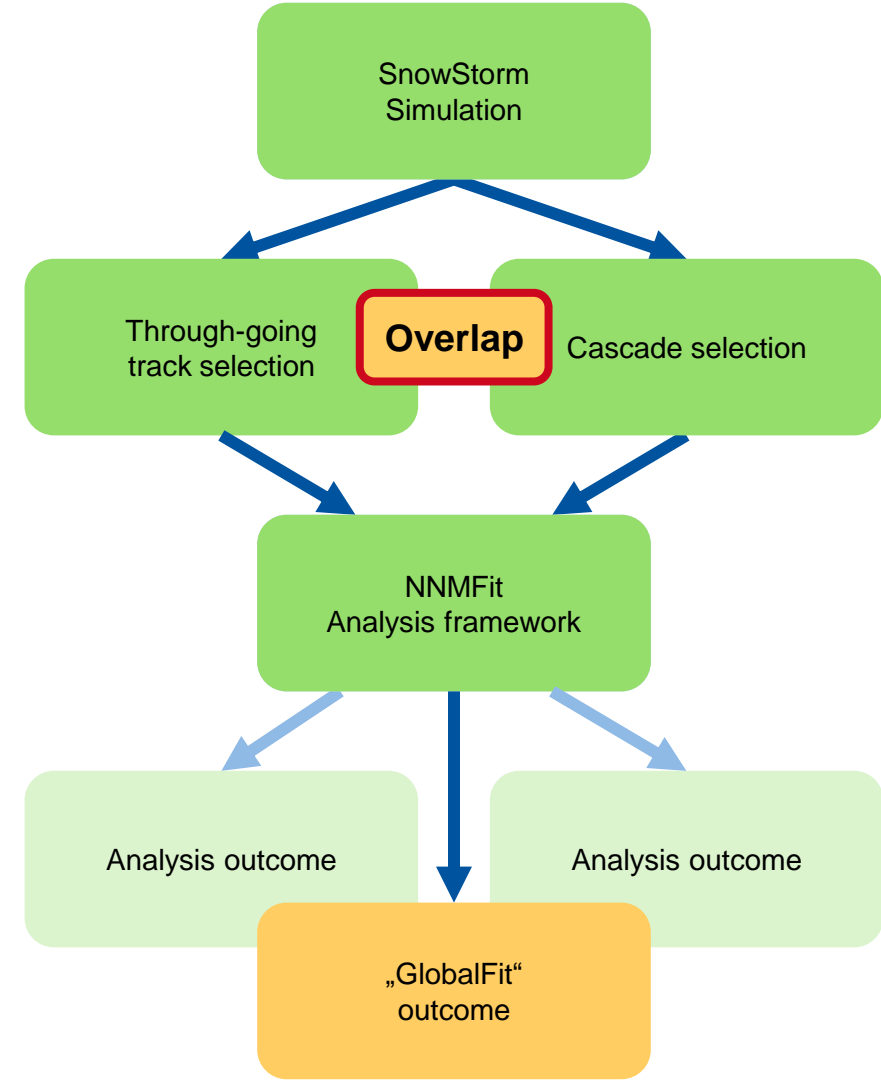 SnowStorm
Simulation
Through-going
track selection
Overlap
Cascade selection
NNMFit
Analysis framework
Analysis outcome
Analysis outcome
„GlobalFit“
outcome